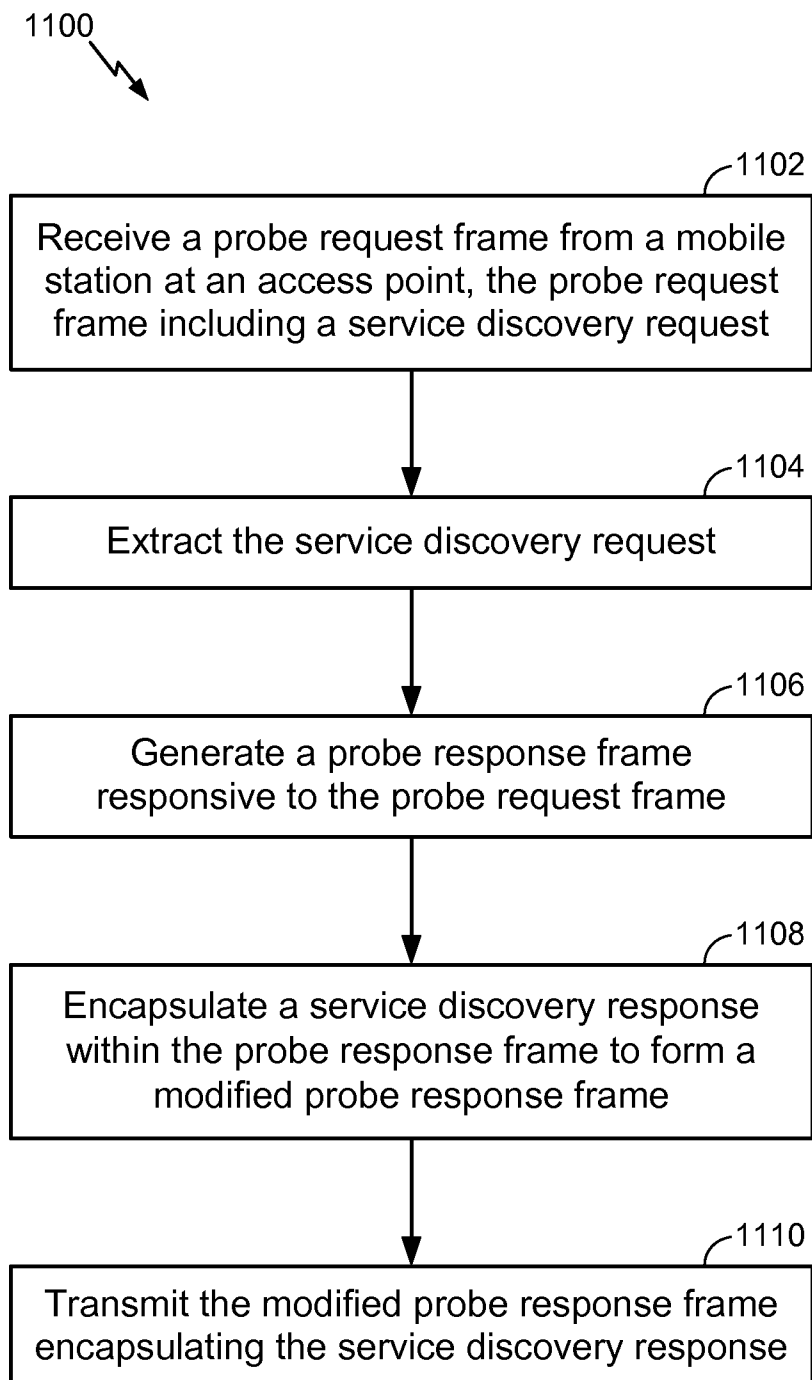 1100
1102
Receive a probe request frame from a mobile
station at an access point, the probe request
frame including a service discovery request
1104
Extract the service discovery request
1106
Generate a probe response frame
responsive to the probe request frame
1108
Encapsulate a service discovery response
within the probe response frame to form a
modified probe response frame
1110
Transmit the modified probe response frame
encapsulating the service discovery response